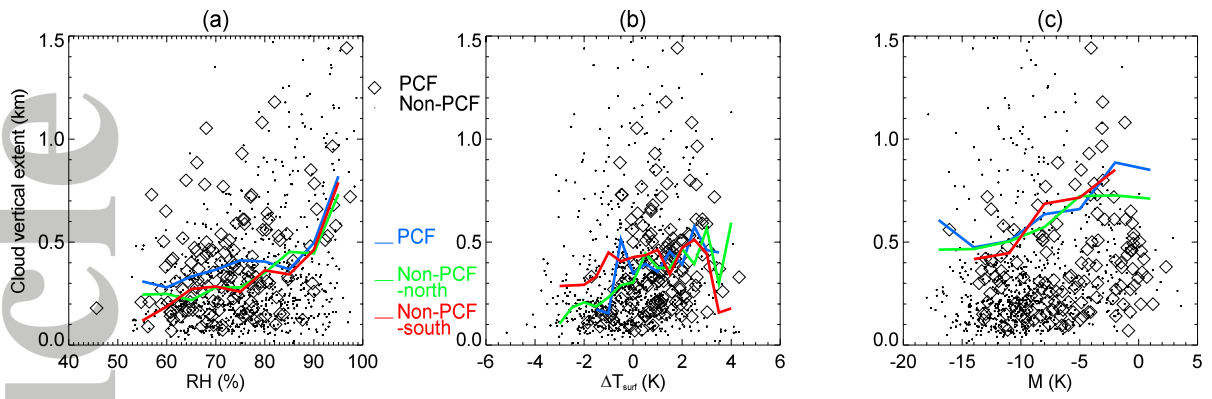 (a)
(b)
(c)
Cloud vertical extent (km)
1.5
1.0
0.5
0.0
40 50 60 70 80 90 100
RH (%)
PCF
Non-PCF
PCF
Non-PCF
-north
Non-PCF
-south
1.5
1.0
0.5
0.0
-6 -4 -2 0 2 4 6
ΔTsurf (K)
1.5
1.0
0.5
0.0
-20 -15 -10 -5 0 5
M (K)
cle